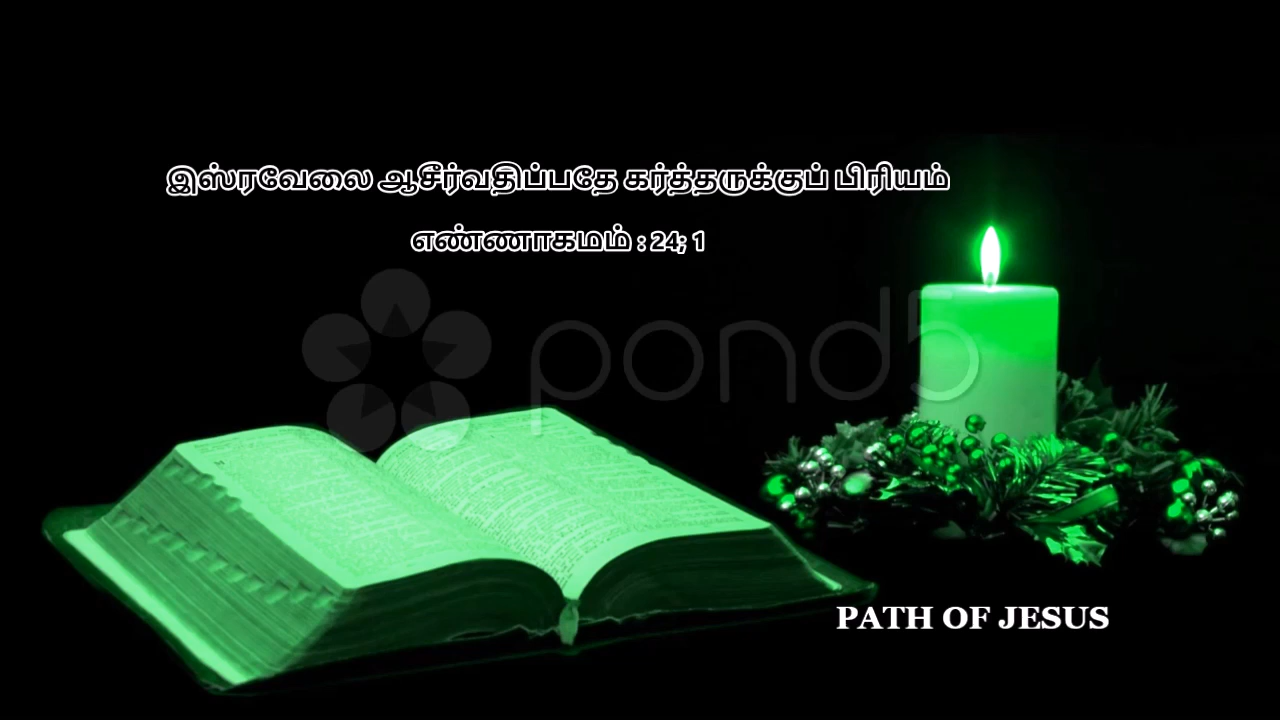 இஸ்ரவேலை ஆசீர்வதிப்பதே கர்த்தருக்குப் பிரியம்
எண்ணாகமம் : 24; 1
pond5
PATH OF JESUS